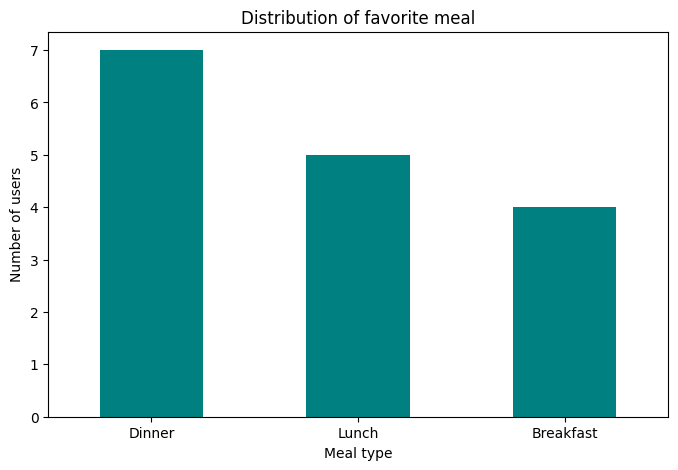 Distribution of favorite meal
Number of users
7
6
5
4
3
2
1
0
Dinner Lunch Breakfast
Meal type